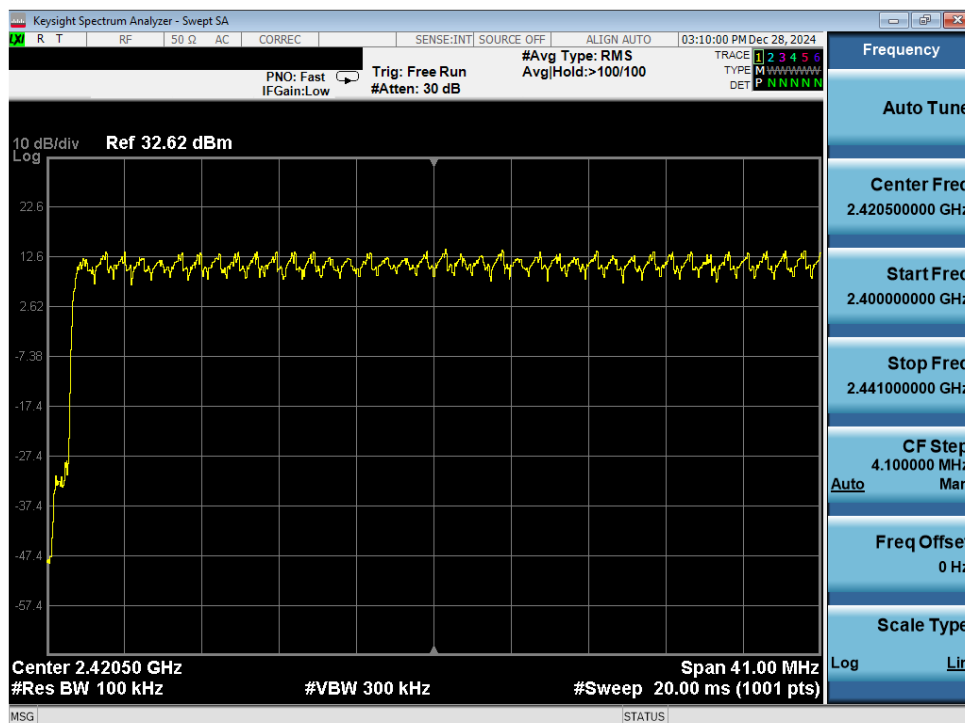 Keysight Spectrum Analyzer - Swept SA
LXI R T RF 50 Ω AC CORREC SENSE:INT SOURCE OFF ALIGN AUTO 03:10:00 PM Dec 28, 2024
PNO: Fast
IFGain:Low
Trig: Free Run
#Atten: 30 dB
#Avg Type: RMS
Avg|Hold:>100/100
TRACE 1 2 3 4 5 6
TYPE M
DET P N N N N N
10 dB/div
Log
Ref 32.62 dBm
22.6
12.6
2.62
-7.38
-17.4
-27.4
-37.4
-47.4
-57.4
Center 2.42050 GHz
Span 41.00 MHz
#Res BW 100 kHz
#VBW 300 kHz
#Sweep 20.00 ms (1001 pts)
MSG
STATUS
Frequency
Auto Tune
Center Freq
2.420500000 GHz
Start Freq
2.400000000 GHz
Stop Freq
2.441000000 GHz
CF Step
4.100000 MHz
Auto Man
Freq Offset
0 Hz
Scale Type
Log Lin